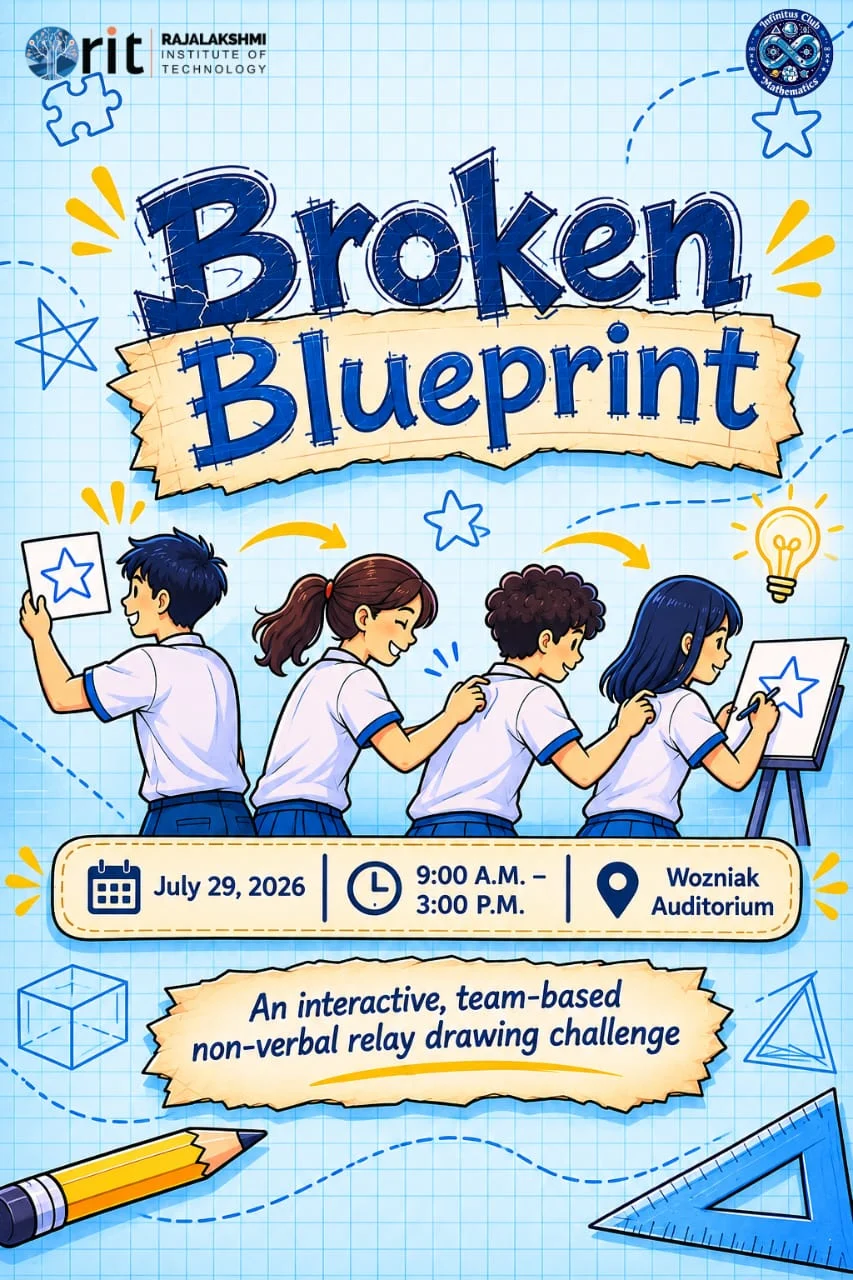 rit
RAJALAKSHMI
INSTITUTE OF
TECHNOLOGY
Infinitus Club
Mathematics
Broken
Blueprint
July 29, 2026
9:00 A.M. –
3:00 P.M.
Wozniak
Auditorium
An interactive, team-based
non-verbal relay drawing challenge